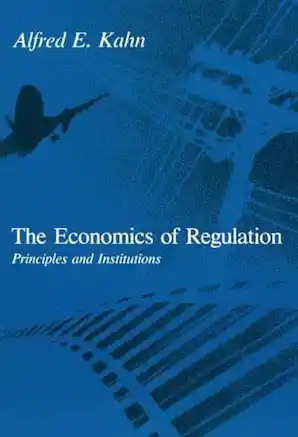 Alfred E. Kahn
The Economics of Regulation
Principles and Institutions